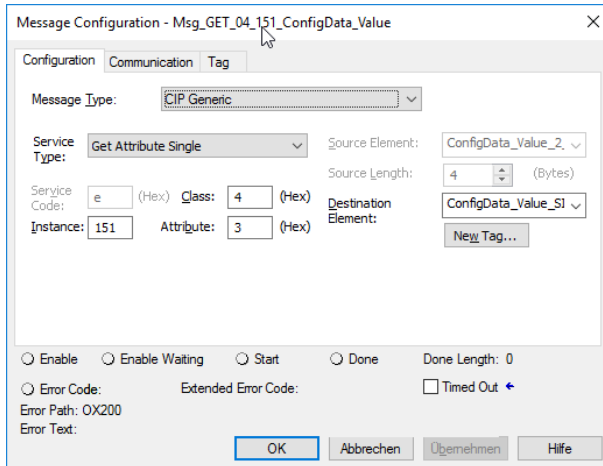 Message Configuration - Msg_GET_04_151_ConfigData_Value
Configuration Communication Tag
Message Type: CIP Generic
Service Type: Get Attribute Single
Source Element: ConfigData_Value_2_
Source Length: 4 (Bytes)
Service Code: e (Hex) Class: 4 (Hex)
Destination Element: ConfigData_Value_SI
Instance: 151 Attribute: 3 (Hex)
New Tag...
Enable Enable Waiting Start Done Done Length: 0
Error Code: Extended Error Code: Timed Out
Error Path: OX200
Error Text:
OK Abbrechen Übernehmen Hilfe